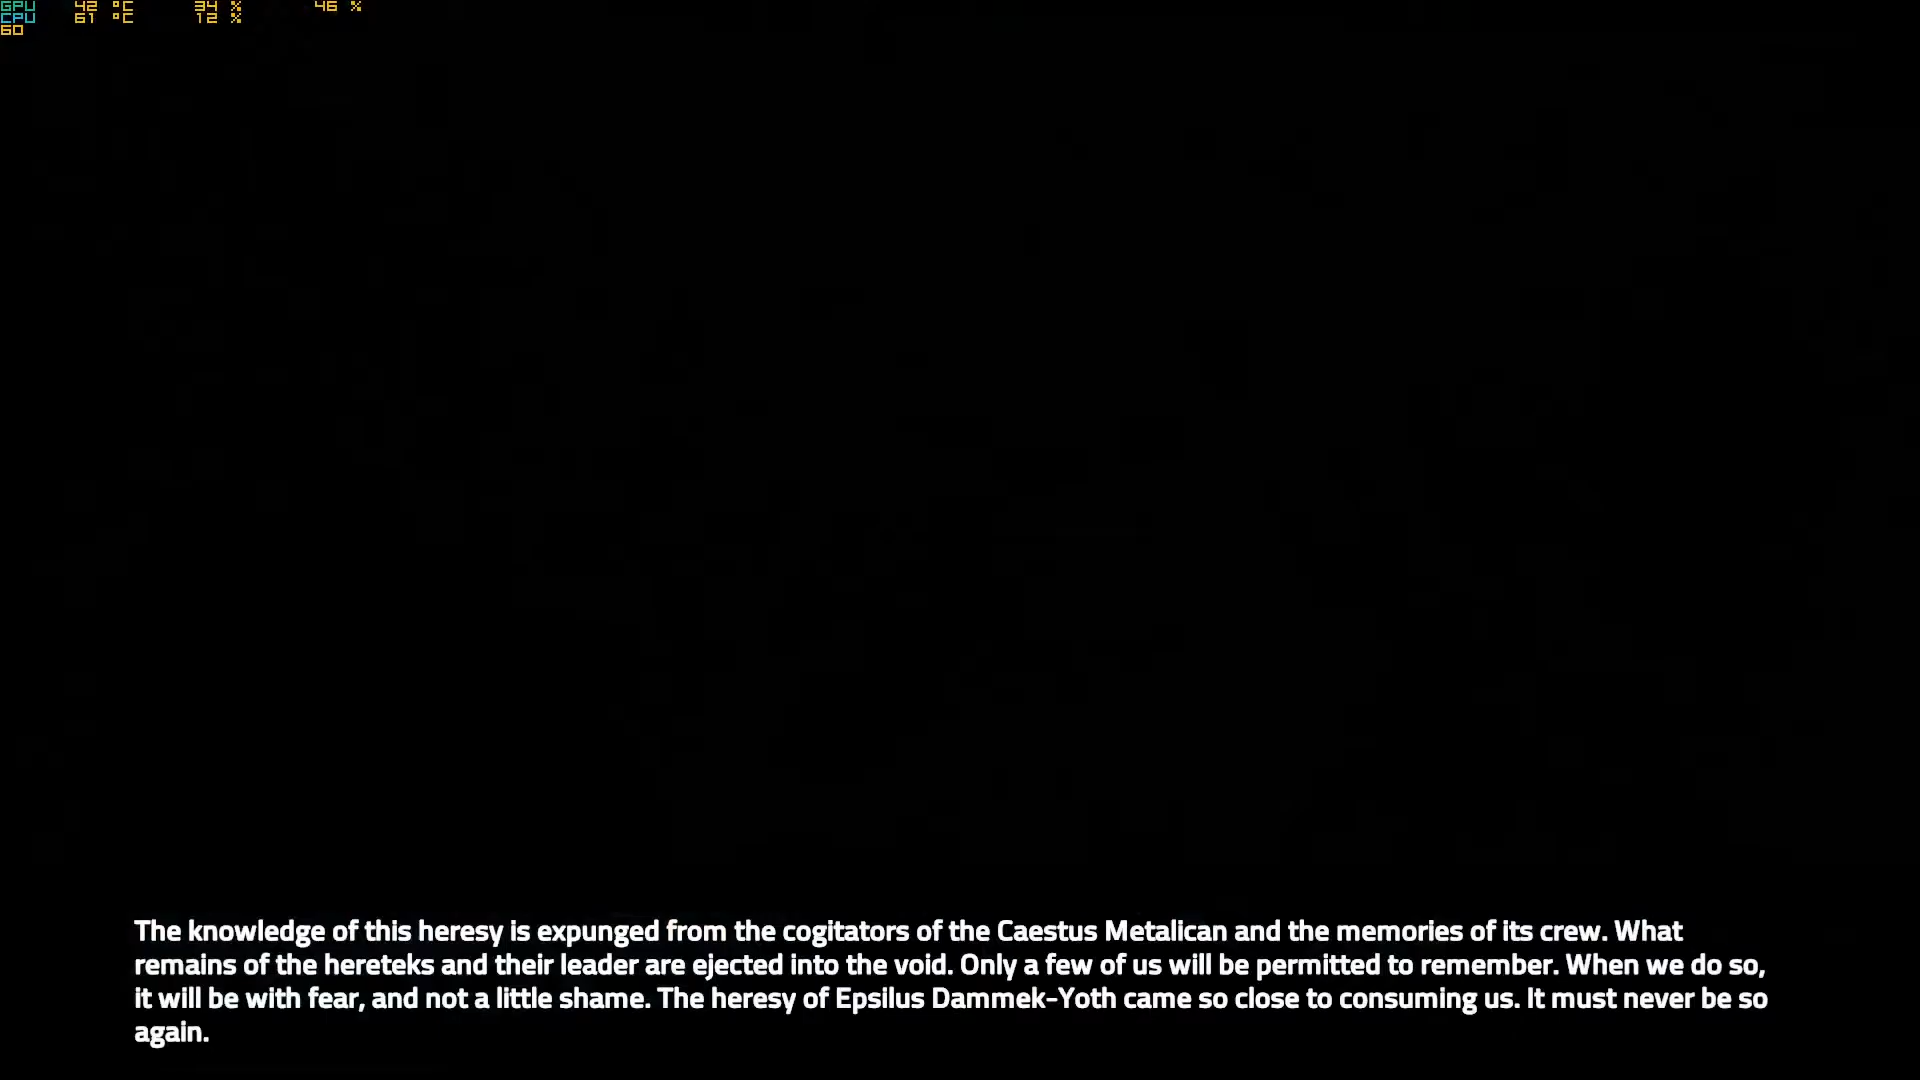 GPU 42 °C 34 % 46 %
CPU 61 °C 12 %
60
The knowledge of this heresy is expunged from the cogitators of the Caestus Metalican and the memories of its crew. What
remains of the hereteks and their leader are ejected into the void. Only a few of us will be permitted to remember. When we do so,
it will be with fear, and not a little shame. The heresy of Epsilus Dammek-Yoth came so close to consuming us. It must never be so
again.